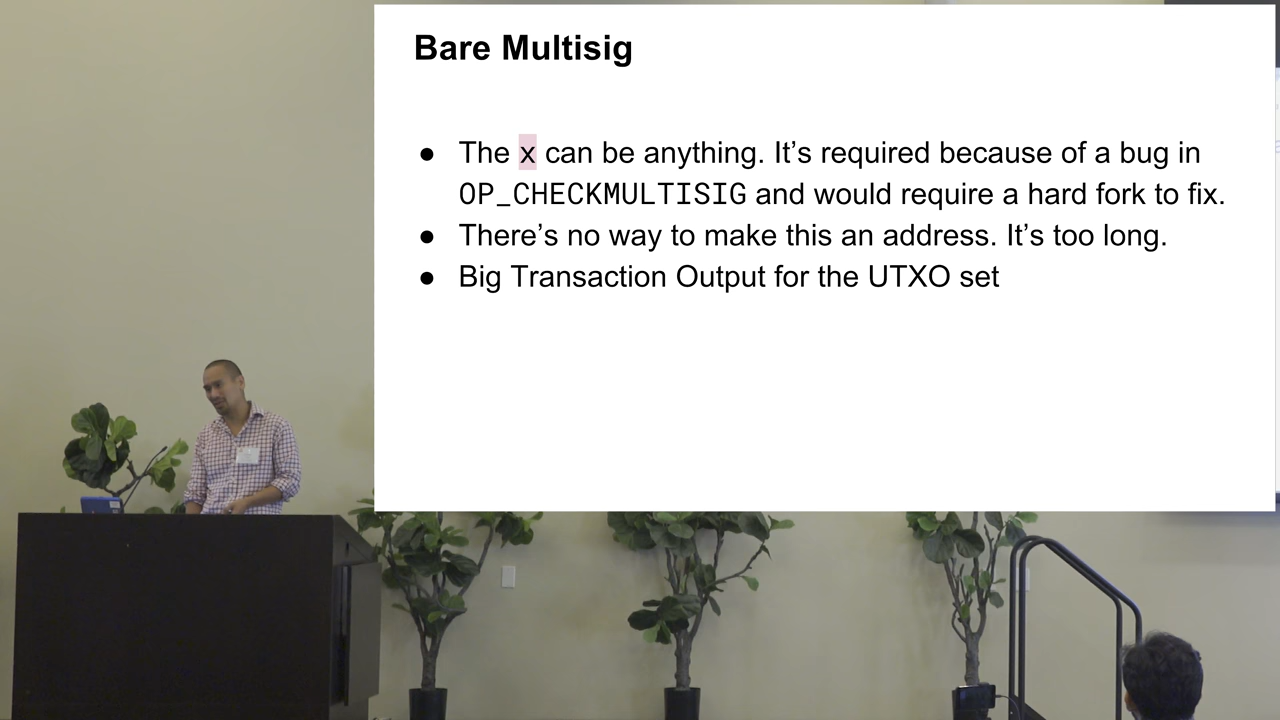 Bare Multisig
● The x can be anything. It’s required because of a bug in
OP_CHECKMULTISIG and would require a hard fork to fix.
● There’s no way to make this an address. It’s too long.
● Big Transaction Output for the UTXO set